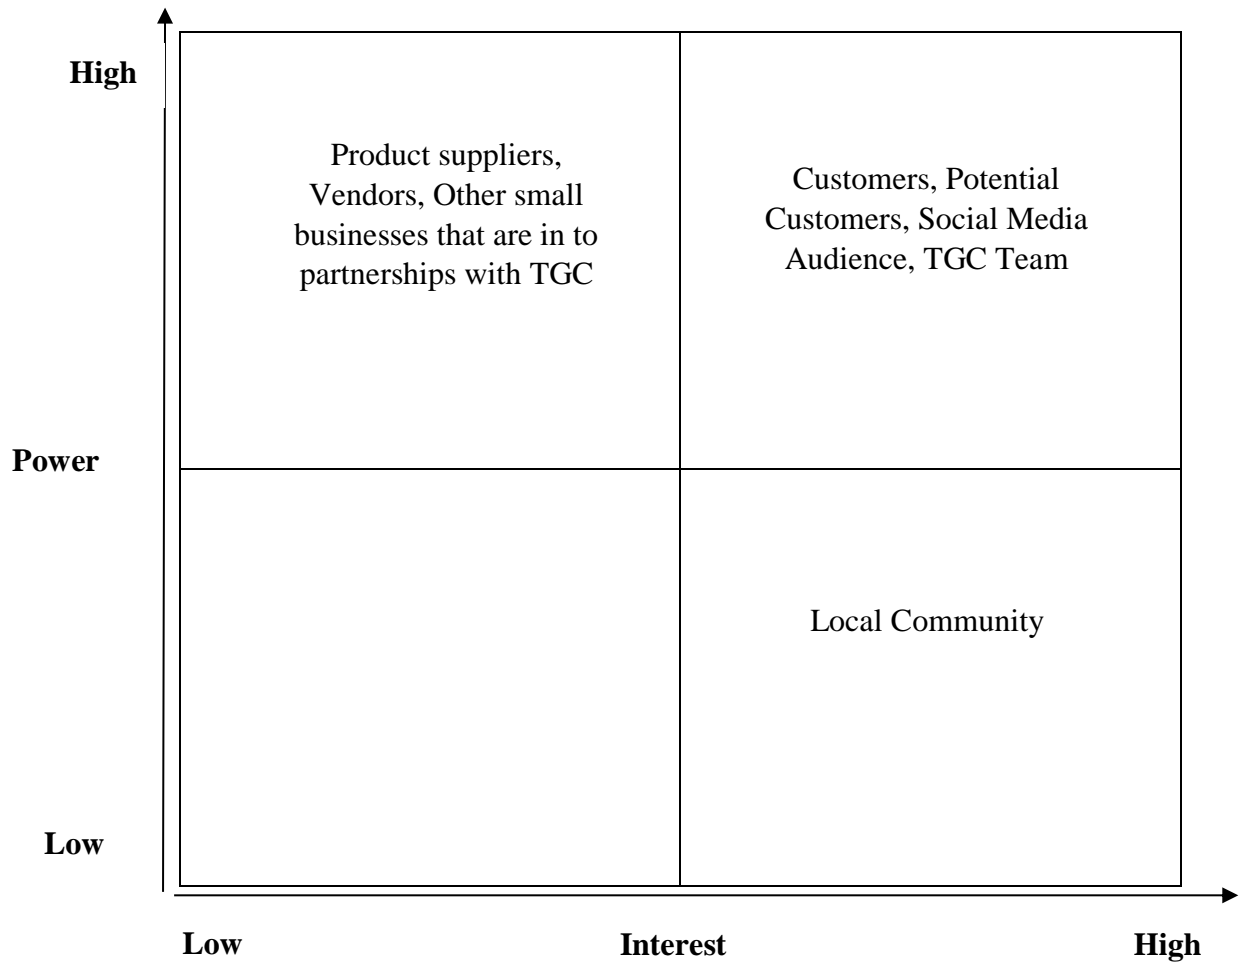 High
Product suppliers,
Vendors, Other small
businesses that are in to
partnerships with TGC
Customers, Potential
Customers, Social Media
Audience, TGC Team
Power
Local Community
Low
Low
Interest
High